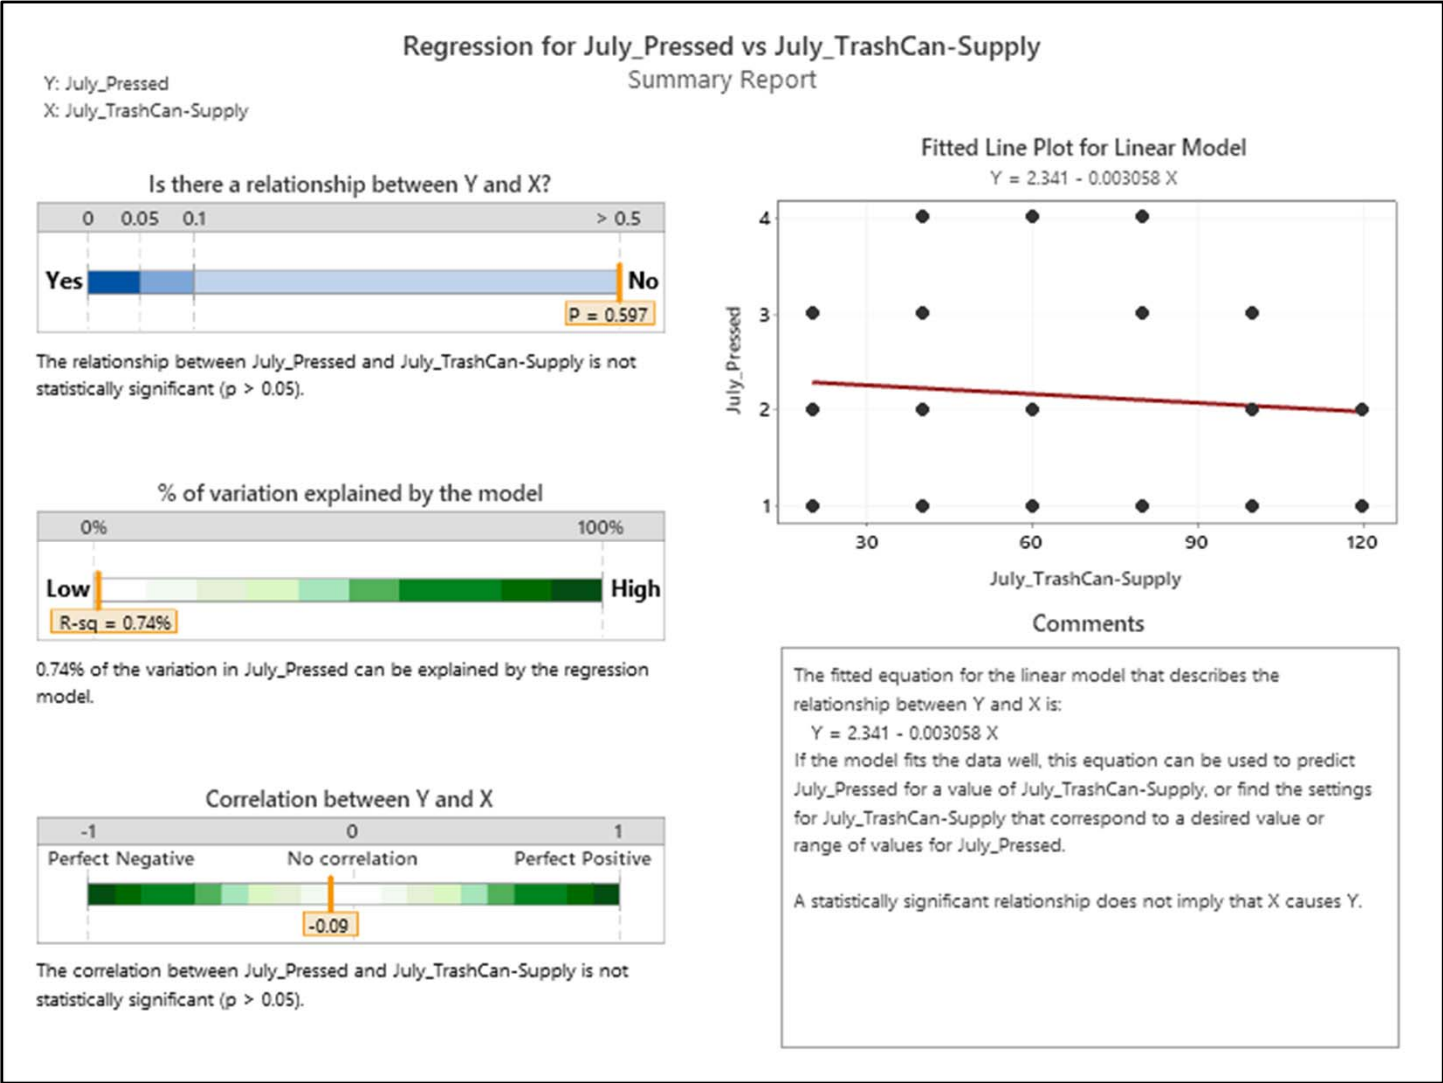 Regression for July_Pressed vs July_TrashCan-Supply
Summary Report
Y: July_Pressed
X: July_TrashCan-Supply
Is there a relationship between Y and X?
0 0.05 0.1 > 0.5
Yes No
P = 0.597
The relationship between July_Pressed and July_TrashCan-Supply is not
statistically significant (p > 0.05).
% of variation explained by the model
0% 100%
Low High
R-sq = 0.74%
0.74% of the variation in July_Pressed can be explained by the regression
model.
Correlation between Y and X
-1 0 1
Perfect Negative No correlation Perfect Positive
-0.09
The correlation between July_Pressed and July_TrashCan-Supply is not
statistically significant (p > 0.05).
Fitted Line Plot for Linear Model
Y = 2.341 - 0.003058 X
4
3
2
1
July_Pressed
30 60 90 120
July_TrashCan-Supply
Comments
The fitted equation for the linear model that describes the
relationship between Y and X is:
Y = 2.341 - 0.003058 X
If the model fits the data well, this equation can be used to predict
July_Pressed for a value of July_TrashCan-Supply, or find the settings
for July_TrashCan-Supply that correspond to a desired value or
range of values for July_Pressed.
A statistically significant relationship does not imply that X causes Y.